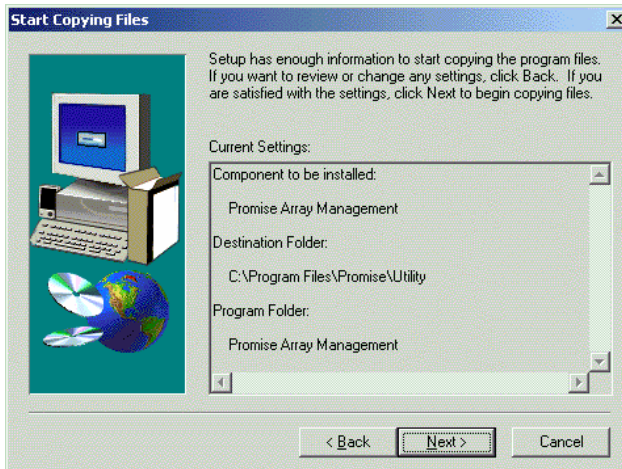 Start Copying Files
Setup has enough information to start copying the program files.
If you want to review or change any settings, click Back. If you
are satisfied with the settings, click Next to begin copying files.
Current Settings:
Component to be installed:
Promise Array Management
Destination Folder:
C:\Program Files\Promise\Utility
Program Folder:
Promise Array Management
< Back
Next >
Cancel